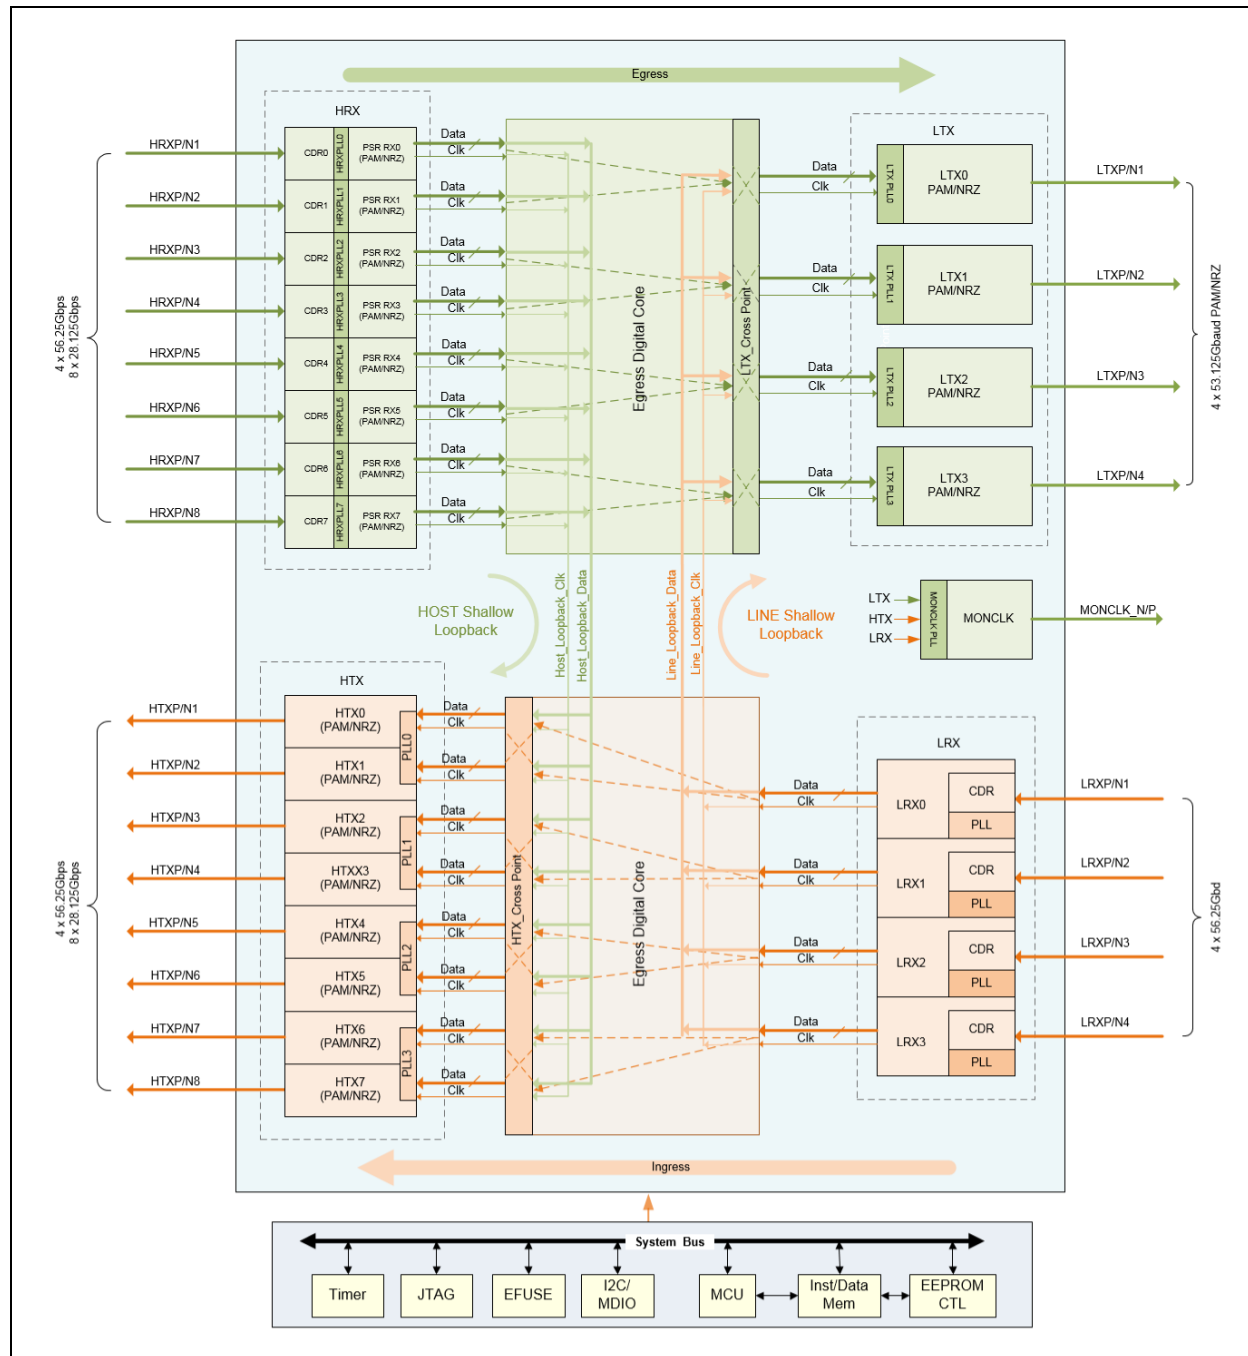 Egress
HRX
HRXP/N1
HRXP/N2
HRXP/N3
HRXP/N4
HRXP/N5
HRXP/N6
HRXP/N7
HRXP/N8
4 x 56.25Gbps
8 x 28.125Gbps
CDR0
HRXPLL0
PSR RX0
(PAM/NRZ)
Data
Clk
CDR1
HRXPLL1
PSR RX1
(PAM/NRZ)
Data
Clk
CDR2
HRXPLL2
PSR RX2
(PAM/NRZ)
Data
Clk
CDR3
HRXPLL3
PSR RX3
(PAM/NRZ)
Data
Clk
CDR4
HRXPLL4
PSR RX4
(PAM/NRZ)
Data
Clk
CDR5
HRXPLL5
PSR RX5
(PAM/NRZ)
Data
Clk
CDR6
HRXPLL6
PSR RX6
(PAM/NRZ)
Data
Clk
CDR7
HRXPLL7
PSR RX7
(PAM/NRZ)
Data
Clk
Egress Digital Core
LTX_Cross Point
LTX
Data
Clk
LTX PLL0
LTX0
PAM/NRZ
LTXP/N1
Data
Clk
LTX PLL1
LTX1
PAM/NRZ
LTXP/N2
Data
Clk
LTX PLL2
LTX2
PAM/NRZ
LTXP/N3
Data
Clk
LTX PLL3
LTX3
PAM/NRZ
LTXP/N4
4 x 53.125Gbaud PAM/NRZ
HOST Shallow
Loopback
Host_Loopback_Clk
Host_Loopback_Data
Line_Loopback_Data
Line_Loopback_Clk
LINE Shallow
Loopback
LTX
HTX
LRX
MONCLK PLL
MONCLK
MONCLK_N/P
HTX
HTXP/N1
HTXP/N2
HTXP/N3
HTXP/N4
HTXP/N5
HTXP/N6
HTXP/N7
HTXP/N8
4 x 56.25Gbps
8 x 28.125Gbps
HTX0
(PAM/NRZ)
HTX1
(PAM/NRZ)
PLL0
Data
Clk
Data
Clk
HTX2
(PAM/NRZ)
HTXX3
(PAM/NRZ)
PLL1
Data
Clk
Data
Clk
HTX4
(PAM/NRZ)
HTX5
(PAM/NRZ)
PLL2
Data
Clk
Data
Clk
HTX6
(PAM/NRZ)
HTX7
(PAM/NRZ)
PLL3
Data
Clk
Data
Clk
HTX_Cross Point
Egress Digital Core
LRX
Data
Clk
LRX0
CDR
PLL
LRXP/N1
Data
Clk
LRX1
CDR
PLL
LRXP/N2
Data
Clk
LRX2
CDR
PLL
LRXP/N3
Data
Clk
LRX3
CDR
PLL
LRXP/N4
4 x 56.25Gbd
Ingress
System Bus
Timer
JTAG
EFUSE
I2C/
MDIO
MCU
Inst/Data
Mem
EEPROM
CTL